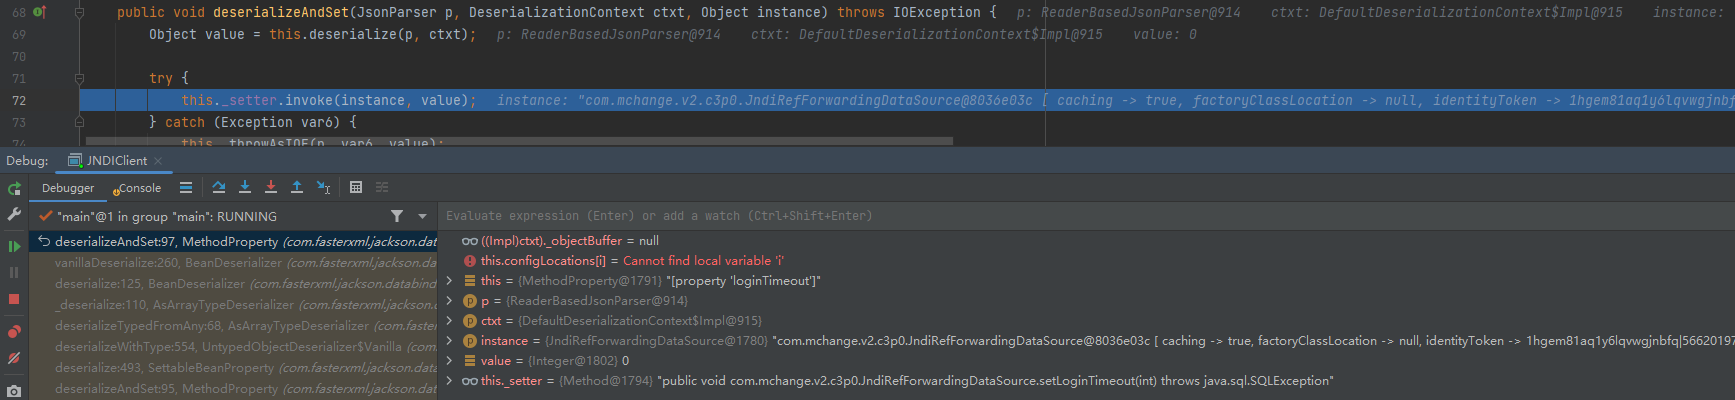 68 public void deserializeAndSet(JsonParser p, DeserializationContext ctxt, Object instance) throws IOException { p: ReaderBasedJsonParser@914 ctxt: DefaultDeserializationContext$Impl@915 instance:
69 Object value = this.deserialize(p, ctxt); p: ReaderBasedJsonParser@914 ctxt: DefaultDeserializationContext$Impl@915 value: 0
70
71 try {
72 this._setter.invoke(instance, value); instance: "com.mchange.v2.c3p0.JndiRefForwardingDataSource@8036e03c [ caching -> true, factoryClassLocation -> null, identityToken -> 1hgem81aq1y6lqvwgjnbf
73 } catch (Exception var6) {
74 this._throwAsIOE(p, var6, value);
Debug: JNDIClient
Debugger Console
"main"@1 in group "main": RUNNING
Evaluate expression (Enter) or add a watch (Ctrl+Shift+Enter)
deserializeAndSet:97, MethodProperty (com.fasterxml.jackson.dat
vanillaDeserialize:260, BeanDeserializer (com.fasterxml.jackson.da
deserialize:125, BeanDeserializer (com.fasterxml.jackson.databind
_deserialize:110, AsArrayTypeDeserializer (com.fasterxml.jackson.
deserializeTypedFromAny:68, AsArrayTypeDeserializer (com.faster
deserializeWithType:554, UntypedObjectDeserializer$Vanilla (com.
deserialize:493, SettableBeanProperty (com.fasterxml.jackson.data
deserializeAndSet:95, MethodProperty (com.fasterxml.jackson.dat
((Impl)ctxt)._objectBuffer = null
this.configLocations[i] = Cannot find local variable 'i'
this = {MethodProperty@1791} "[property 'loginTimeout']"
p = {ReaderBasedJsonParser@914}
ctxt = {DefaultDeserializationContext$Impl@915}
instance = {JndiRefForwardingDataSource@1780} "com.mchange.v2.c3p0.JndiRefForwardingDataSource@8036e03c [ caching -> true, factoryClassLocation -> null, identityToken -> 1hgem81aq1y6lqvwgjnbfq|5662019
value = {Integer@1802} 0
this._setter = {Method@1794} "public void com.mchange.v2.c3p0.JndiRefForwardingDataSource.setLoginTimeout(int) throws java.sql.SQLException"